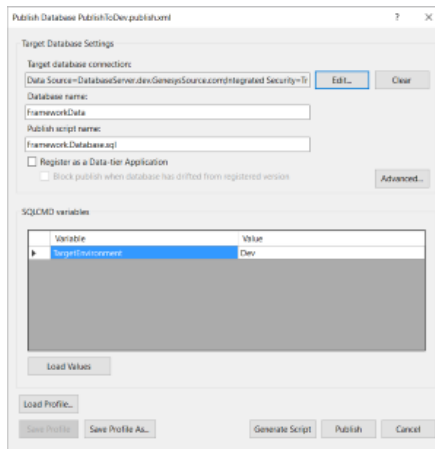 Publish Database PublishToDev.publish.xml
? X
Target Database Settings
Target database connection:
Data Source=DatabaseServer.dev.GenesysSource.com;Integrated Security=Tr
Edit...
Clear
Database name:
FrameworkData
Publish script name:
Framework.Database.sql
Register as a Data-tier Application
Block publish when database has drifted from registered version
Advanced...
SQLCMD variables
Variable Value
TargetEnvironment Dev
Load Values
Load Profile...
Save Profile Save Profile As... Generate Script Publish Cancel